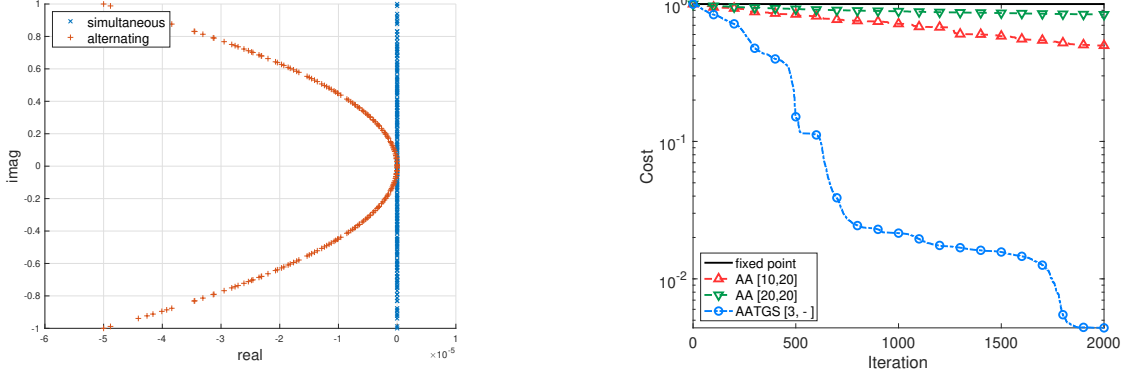 simultaneous
alternating
1
0.8
0.6
0.4
0.2
0
-0.2
-0.4
-0.6
-0.8
-1
imag
-6 -5 -4 -3 -2 -1 0 1
×10^-5
real
10^0
10^-1
10^-2
Cost
fixed point
AA [10,20]
AA [20,20]
AATGS [3, - ]
0 500 1000 1500 2000
Iteration